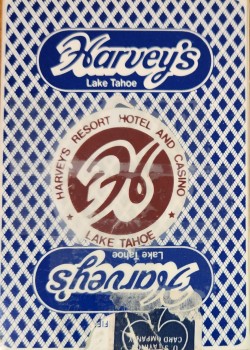 Harvey's
Lake Tahoe
HARVEY'S RESORT HOTEL AND CASINO
H
LAKE TAHOE
Lake Tahoe
Harvey's